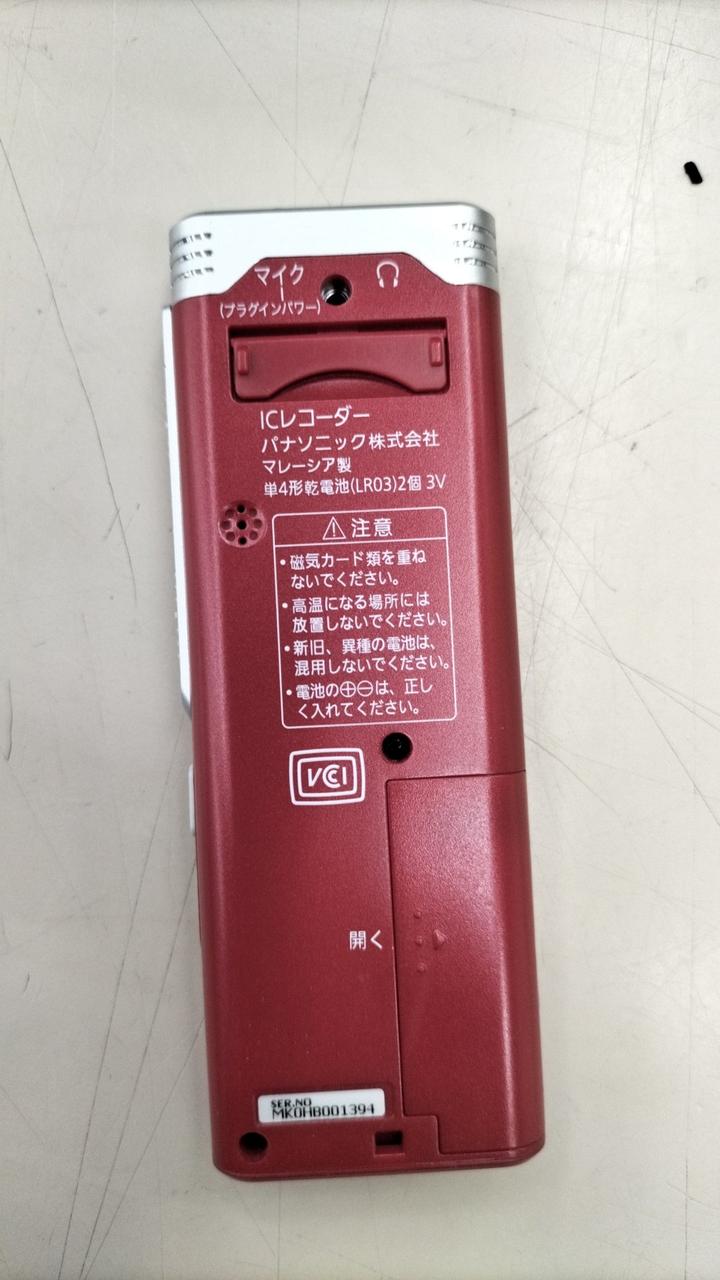 マイク
(プラグインパワー)
ICレコーダー
パナソニック株式会社
マレーシア製
単4形乾電池(LR03)2個 3V
⚠注意
•磁気カード類を重ね
ないでください。
•高温になる場所には
放置しないでください。
•新旧、異種の電池は、
混用しないでください。
•電池の⊕⊖は、正し
く入れてください。
VCI
開く
SER.NO
MK0HB001394